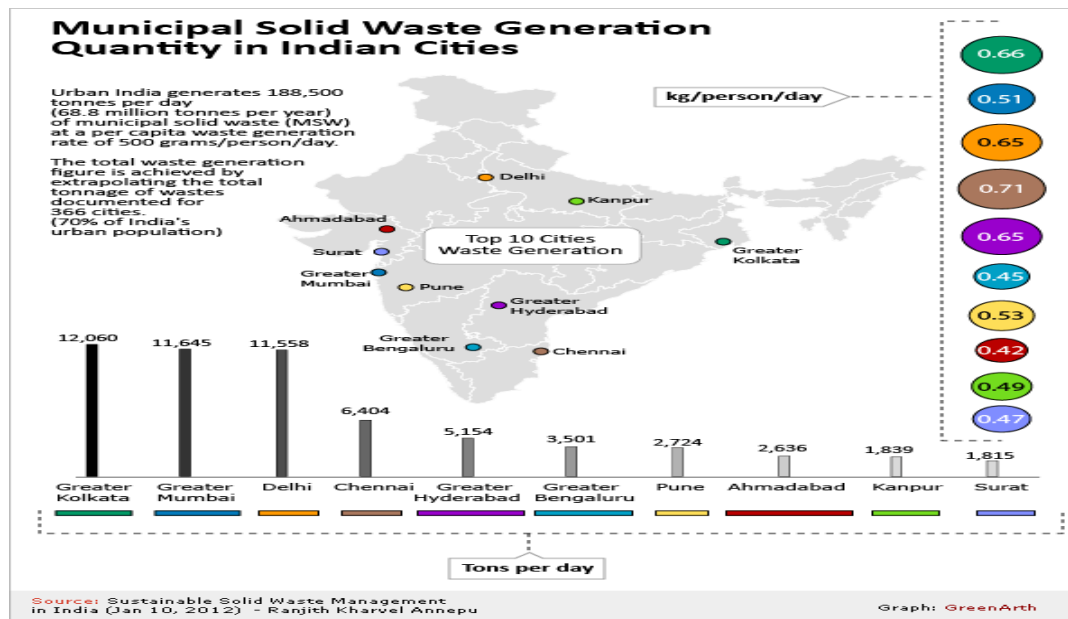 Municipal Solid Waste Generation
Quantity in Indian Cities
Urban India generates 188,500
tonnes per day
(68.8 million tonnes per year)
of municipal solid waste (MSW)
at a per capita waste generation
rate of 500 grams/person/day.
The total waste generation
figure is achieved by
extrapolating the total
tonnage of wastes
documented for
366 cities.
(70% of India's
urban population)
kg/person/day
0.66
0.51
0.65
0.71
0.65
0.45
0.53
0.42
0.49
0.47
Delhi
Kanpur
Ahmadabad
Top 10 Cities
Waste Generation
Surat
Greater
Kolkata
Greater
Mumbai
Pune
Greater
Hyderabad
Greater
Bengaluru
Chennai
12,060
11,645
11,558
6,404
5,154
3,501
2,724
2,636
1,839
1,815
Greater
Kolkata
Greater
Mumbai
Delhi
Chennai
Greater
Hyderabad
Greater
Bengaluru
Pune
Ahmadabad
Kanpur
Surat
Tons per day
Source: Sustainable Solid Waste Management
in India (Jan 10, 2012) - Ranjith Kharvel Annepu
Graph: GreenArth